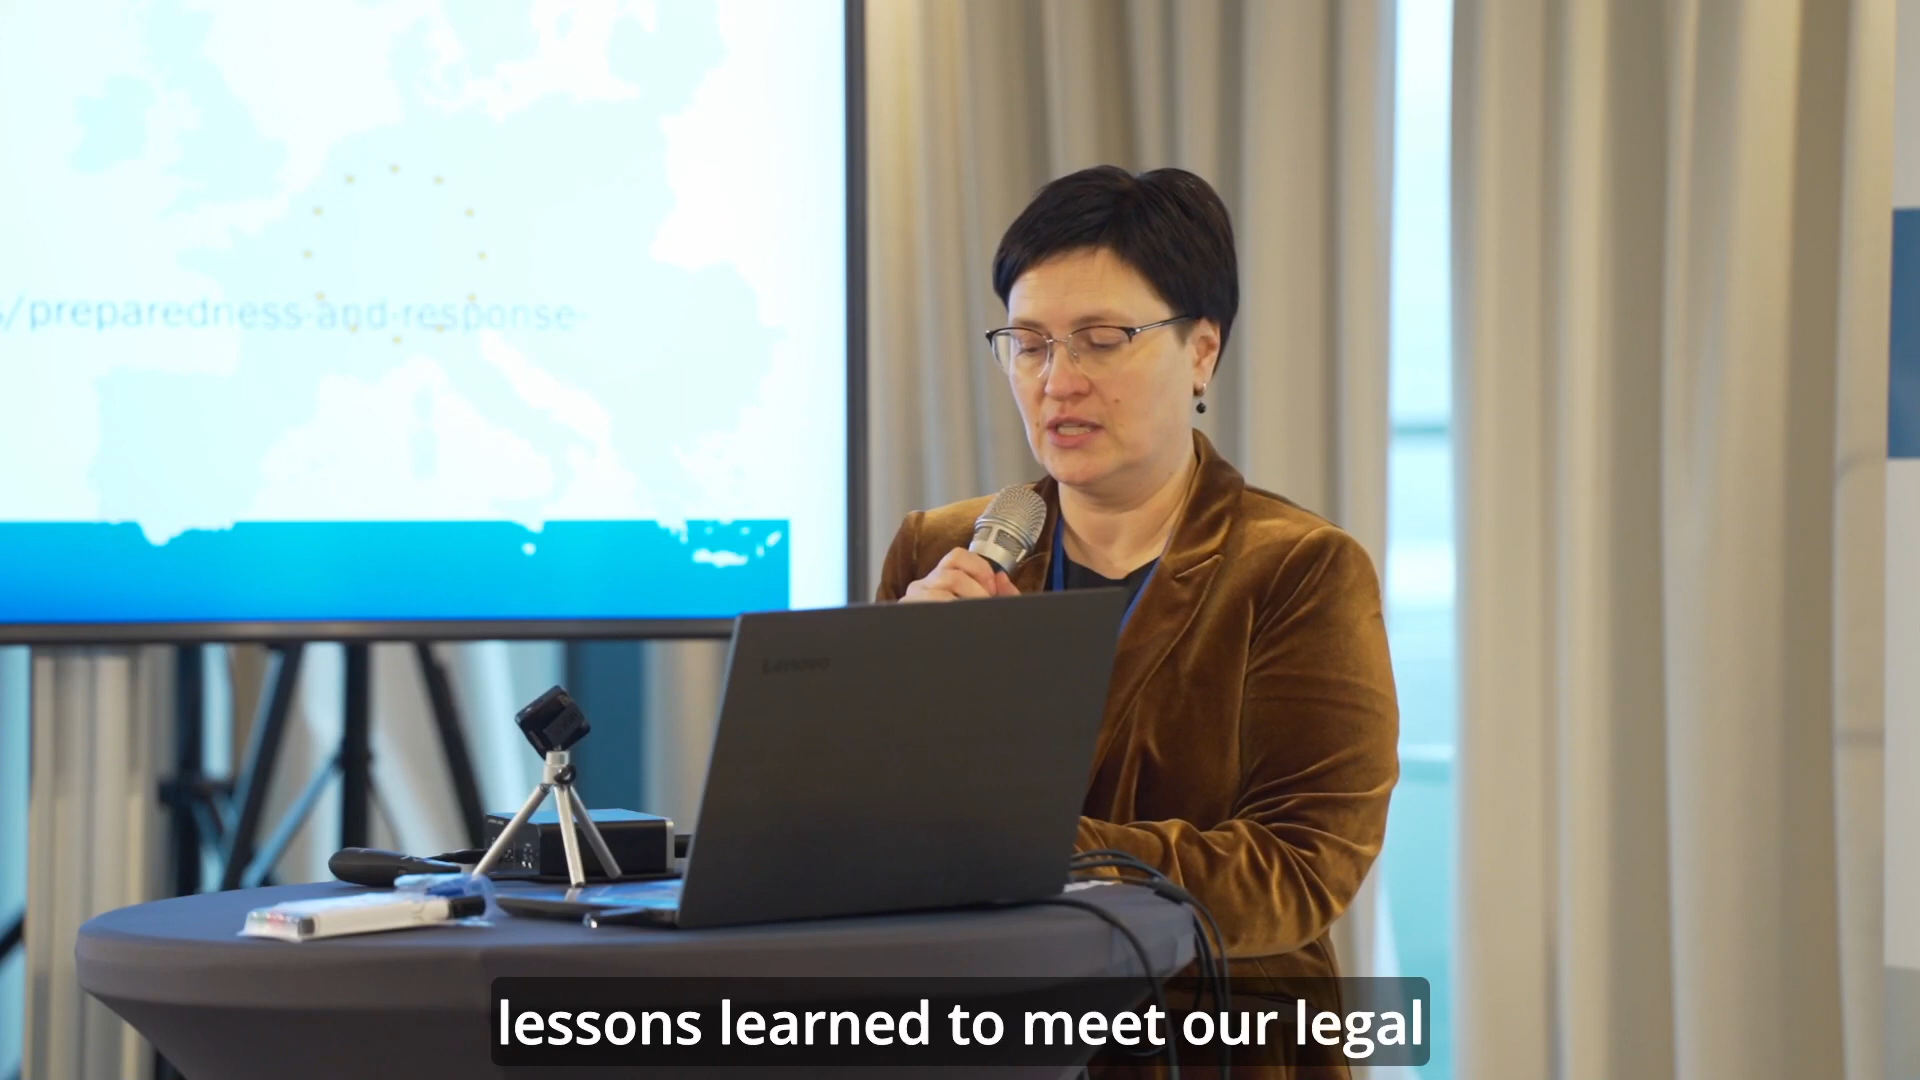 s/preparedness-and-response-
Lenovo
lessons learned to meet our legal